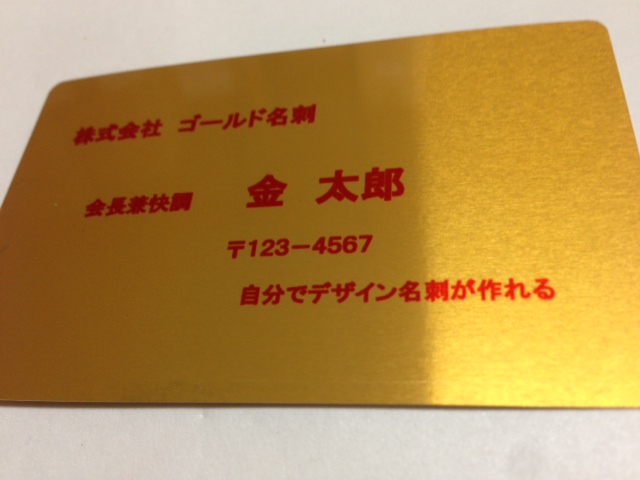 株式会社 ゴールド名刺
会長兼快調 金 太郎
〒123-4567
自分でデザイン名刺が作れる